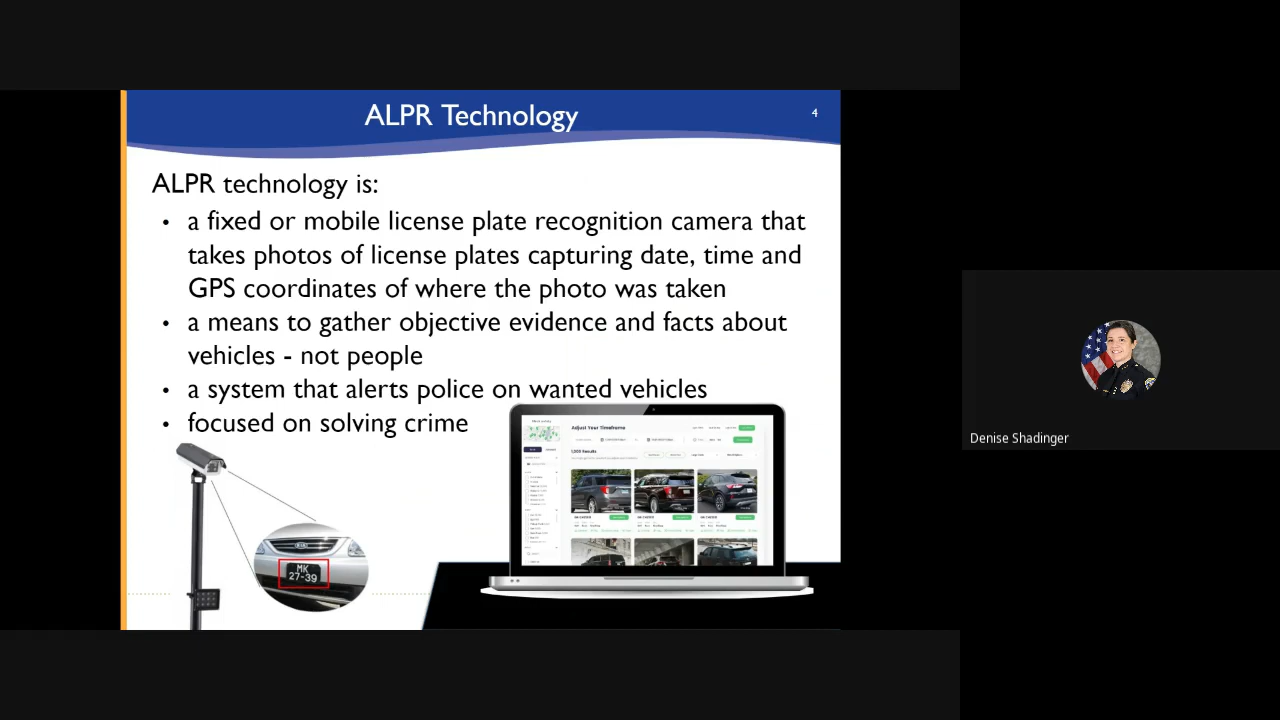 ALPR Technology
4
ALPR technology is:
• a fixed or mobile license plate recognition camera that
takes photos of license plates capturing date, time and
GPS coordinates of where the photo was taken
• a means to gather objective evidence and facts about
vehicles - not people
• a system that alerts police on wanted vehicles
• focused on solving crime
Adjust Your Timeframe
MK
27-39
Denise Shadinger